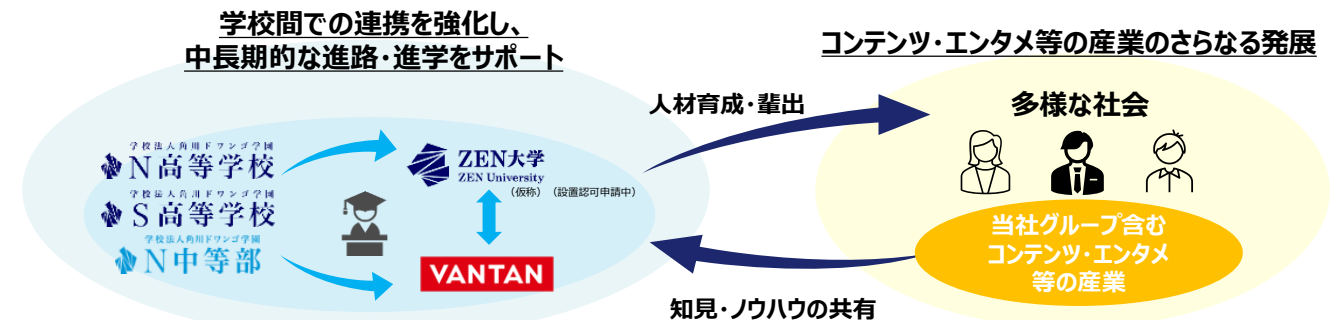 学校間での連携を強化し、
中長期的な進路・進学をサポート
学校法人角川ドワンゴ学園
N高等学校
学校法人角川ドワンゴ学園
S高等学校
学校法人角川ドワンゴ学園
N中等部
ZEN大学
ZEN University
（仮称）（設置認可申請中）
VANTAN
人材育成・輩出
知見・ノウハウの共有
コンテンツ・エンタメ等の産業のさらなる発展
多様な社会
当社グループ含む
コンテンツ・エンタメ
等の産業